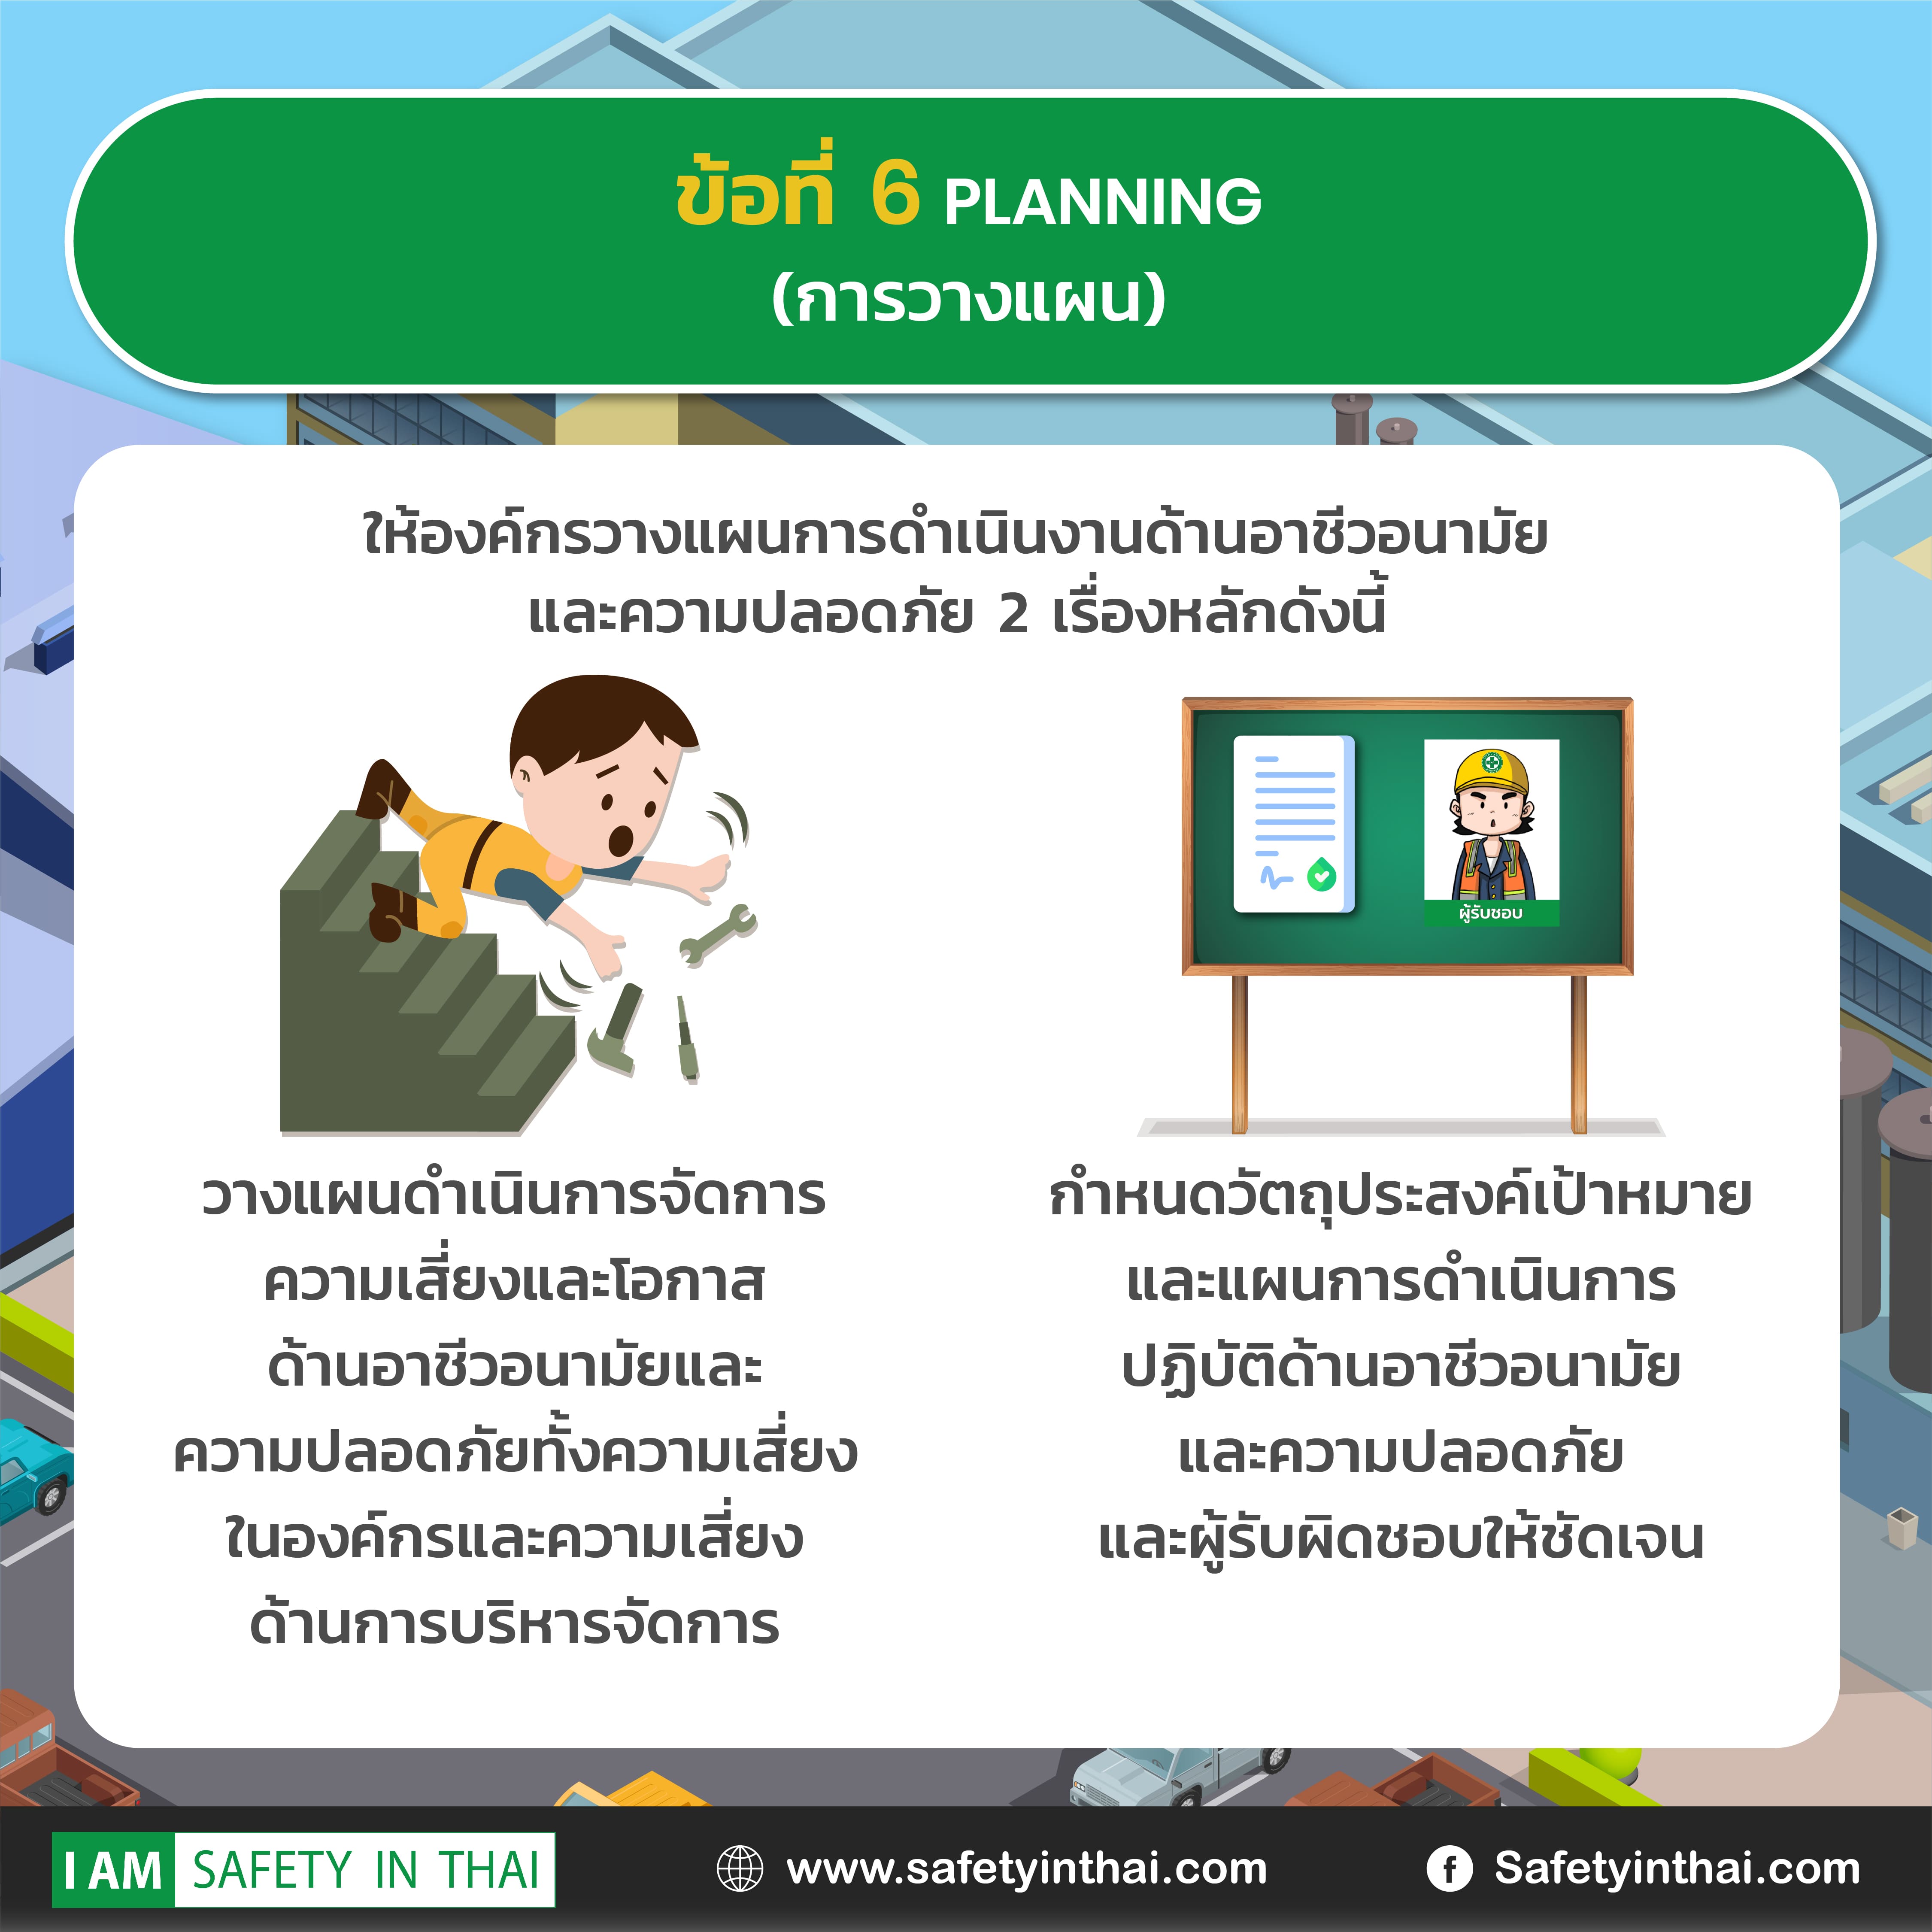 ข้อที่ 6 PLANNING
(การวางแผน)
ให้องค์กรวางแผนการดำเนินงานด้านอาชีวอนามัย
และความปลอดภัย 2 เรื่องหลักดังนี้
ผู้รับชอบ
วางแผนดำเนินการจัดการ
ความเสี่ยงและโอกาส
ด้านอาชีวอนามัยและ
ความปลอดภัยทั้งความเสี่ยง
ในองค์กรและความเสี่ยง
ด้านการบริหารจัดการ
กำหนดวัตถุประสงค์เป้าหมาย
และแผนการดำเนินการ
ปฏิบัติด้านอาชีวอนามัย
และความปลอดภัย
และผู้รับผิดชอบให้ชัดเจน
I AM SAFETY IN THAI
www.safetyinthai.com
Safetyinthai.com